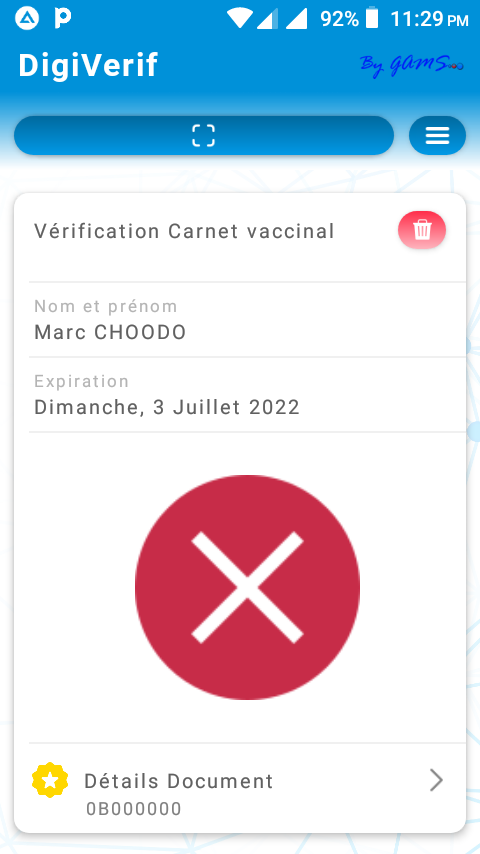 92% 11:29 PM
DigiVerif
By GAMS
Vérification Carnet vaccinal
Nom et prénom
Marc CHOODO
Expiration
Dimanche, 3 Juillet 2022
Détails Document
0B000000